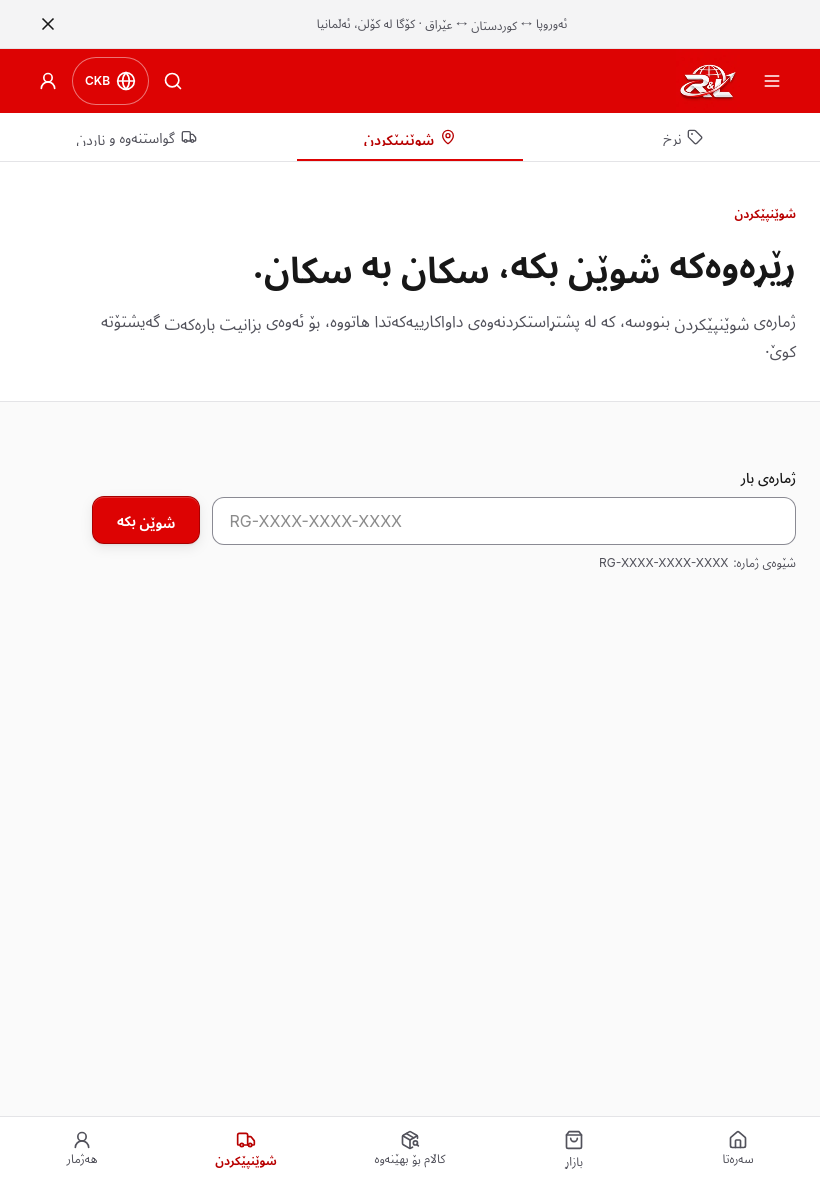 ئەوروپا ↔ کوردستان ↔ عێراق · کۆگا لە کۆلن، ئەڵمانیا
R&L
CKB
نرخ
شوێنپێکردن
گواستنەوە و ناردن
شوێنپێکردن
ڕێڕەوەکە شوێن بکە، سکان بە سکان.
ژمارەی شوێنپێکردن بنووسە، کە لە پشتڕاستکردنەوەی داواکارییەکەتدا هاتووە، بۆ ئەوەی بزانیت بارەکەت گەیشتۆتە
کوێ.
ژمارەی بار
RG-XXXX-XXXX-XXXX
شوێن بکە
شێوەی ژمارە: RG-XXXX-XXXX-XXXX
سەرەتا
بازاڕ
کاڵام بۆ بهێنەوە
شوێنپێکردن
هەژمار